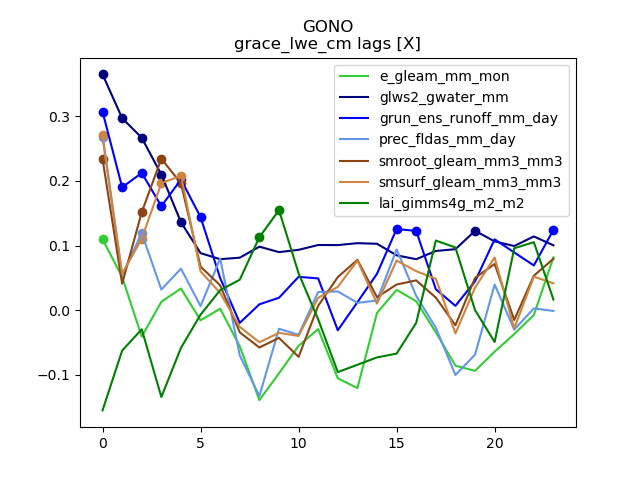 GONO
grace_lwe_cm lags [X]
e_gleam_mm_mon
glws2_gwater_mm
grun_ens_runoff_mm_day
prec_fldas_mm_day
smroot_gleam_mm3_mm3
smsurf_gleam_mm3_mm3
lai_gimms4g_m2_m2
0.3
0.2
0.1
0.0
−0.1
0 5 10 15 20